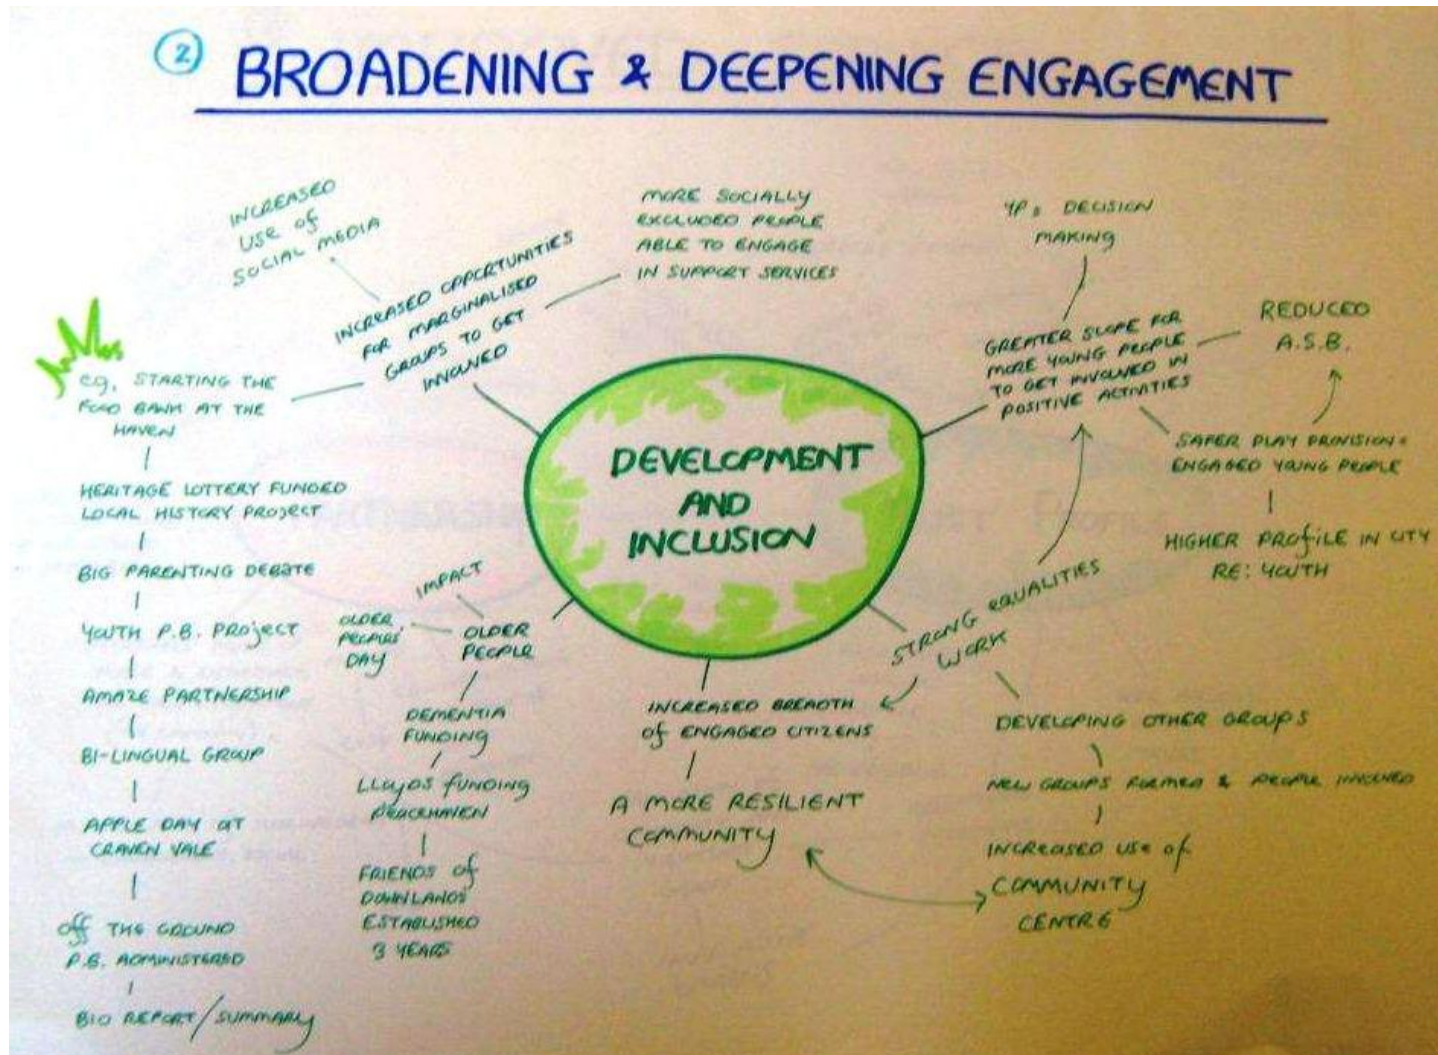 2
BROADENING & DEEPENING ENGAGEMENT
INCREASED
USE OF
SOCIAL MEDIA
INCREASED OPPORTUNITIES
FOR MARGINALISED
GROUPS TO GET
INVOLVED
MORE SOCIALLY
EXCLUDED PEOPLE
ABLE TO ENGAGE
IN SUPPORT SERVICES
e.g. STARTING THE
FOOD BANK AT THE
HAVEN
HERITAGE LOTTERY FUNDED
LOCAL HISTORY PROJECT
BIG PARENTING DEBATE
YOUTH P.B. PROJECT
AMAZE PARTNERSHIP
BI-LINGUAL GROUP
APPLE DAY AT
CRAVEN VALE
OFF THE GROUND
P.B. ADMINISTERED
REPORT/SUMMARY
DEVELOPMENT
AND
INCLUSION
IMPACT
OLDER
PEOPLES'
DAY
OLDER
PEOPLE
DEMENTIA
FUNDING
LLOYDS FUNDING
PEACEHAVEN
FRIENDS OF
DOWNLANDS
ESTABLISHED
3 YEARS
INCREASED BREADTH
OF ENGAGED CITIZENS
A MORE RESILIENT
COMMUNITY
STRONG EQUALITIES
WORK
DEVELOPING OTHER GROUPS
NEW GROUPS FORMED & PEOPLE INVOLVED
INCREASED USE OF
COMMUNITY
CENTRE
GREATER SCOPE FOR
MORE YOUNG PEOPLE
TO GET INVOLVED IN
POSITIVE ACTIVITIES
YPs DECISION
MAKING
REDUCED
A.S.B.
SAFER PLAY PROVISION =
ENGAGED YOUNG PEOPLE
HIGHER PROFILE IN CITY
RE: YOUTH